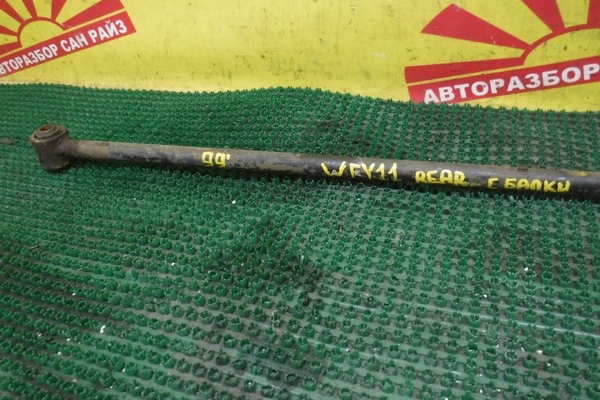 АВТОРАЗБОР САН РАЙЗ
АВТОРАЗБОР
99' WFY11 REAR С БАЛКИ